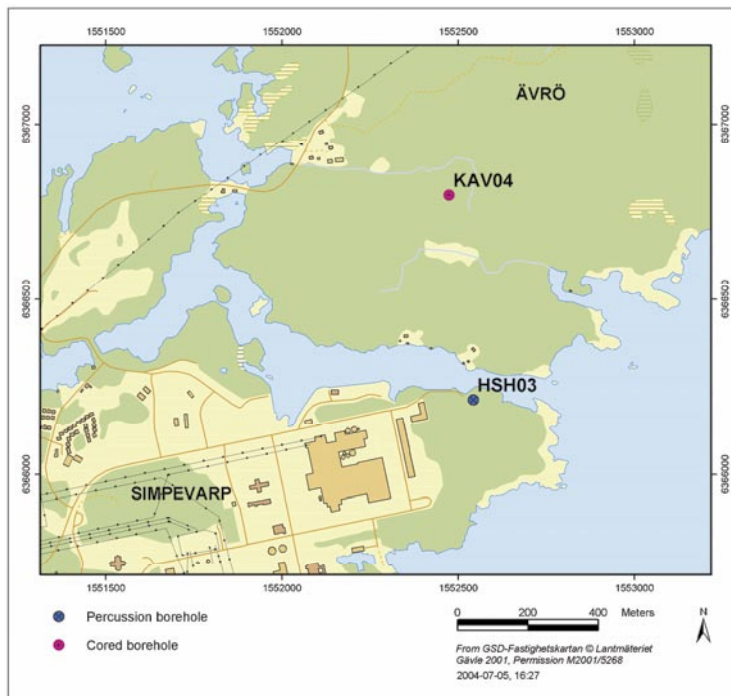 1551500 1552000 1552500 1553000
6367000 6367000
ÄVRÖ
KAV04
6366500 6366500
HSH03
6366000 6366000
SIMPEVARP
1551500 1552000 1552500 1553000
Percussion borehole
Cored borehole
0 200 400 Meters
N
From GSD-Fastighetskartan © Lantmäteriet
Gävle 2001, Permission M2001/5268
2004-07-05, 16:27